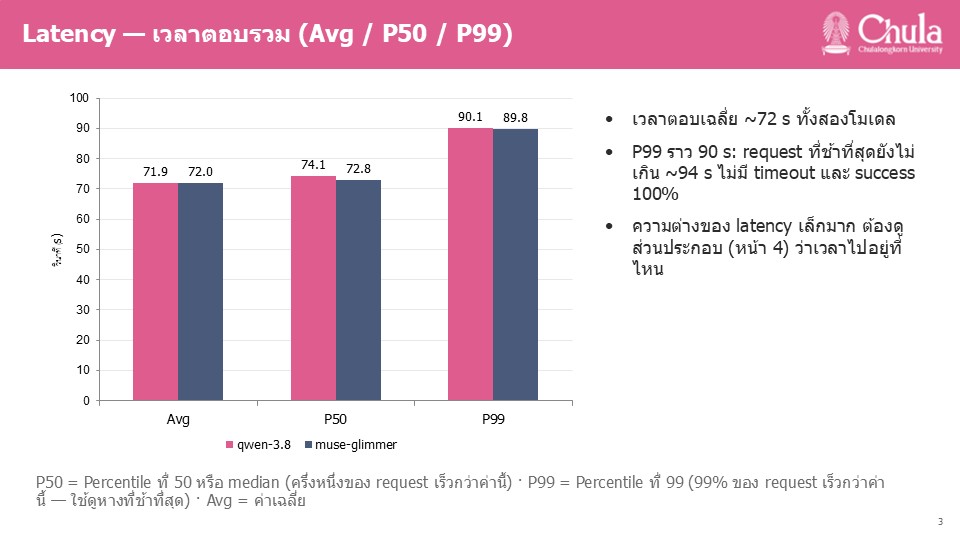 Latency — เวลาตอบรวม (Avg / P50 / P99)
Chula
Chulalongkorn University
100
90
80
70
60
50
40
30
20
10
0
วินาที (s)
71.9
72.0
74.1
72.8
90.1
89.8
Avg
P50
P99
qwen-3.8
muse-glimmer
• เวลาตอบเฉลี่ย ~72 s ทั้งสองโมเดล
• P99 ราว 90 s: request ที่ช้าที่สุดยังไม่
เกิน ~94 s ไม่มี timeout และ success
100%
• ความต่างของ latency เล็กมาก ต้องดู
ส่วนประกอบ (หน้า 4) ว่าเวลาไปอยู่ที่
ไหน
P50 = Percentile ที่ 50 หรือ median (ครึ่งหนึ่งของ request เร็วกว่าค่านี้) · P99 = Percentile ที่ 99 (99% ของ request เร็วกว่าค่า
นี้ — ใช้ดูหางที่ช้าที่สุด) · Avg = ค่าเฉลี่ย
3